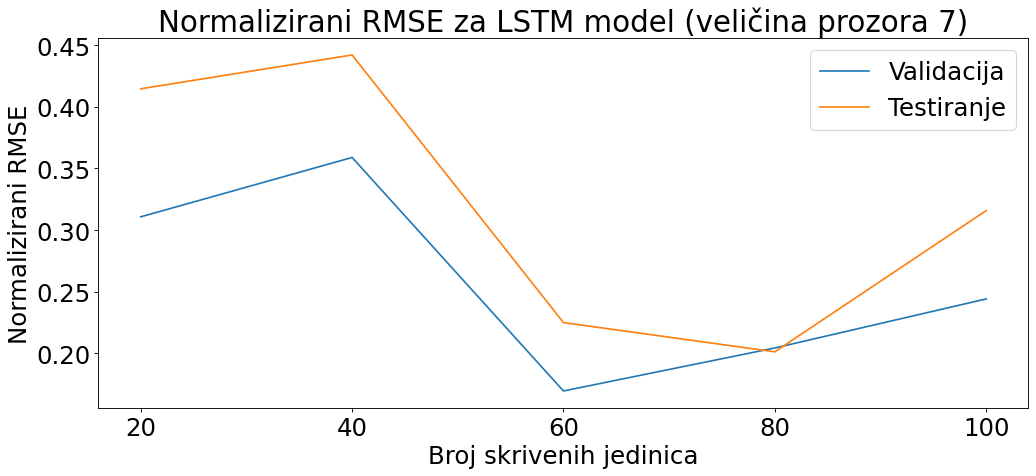 Normalizirani RMSE za LSTM model (veličina prozora 7)
Validacija
Testiranje
Normalizirani RMSE
0.45
0.40
0.35
0.30
0.25
0.20
20 40 60 80 100
Broj skrivenih jedinica